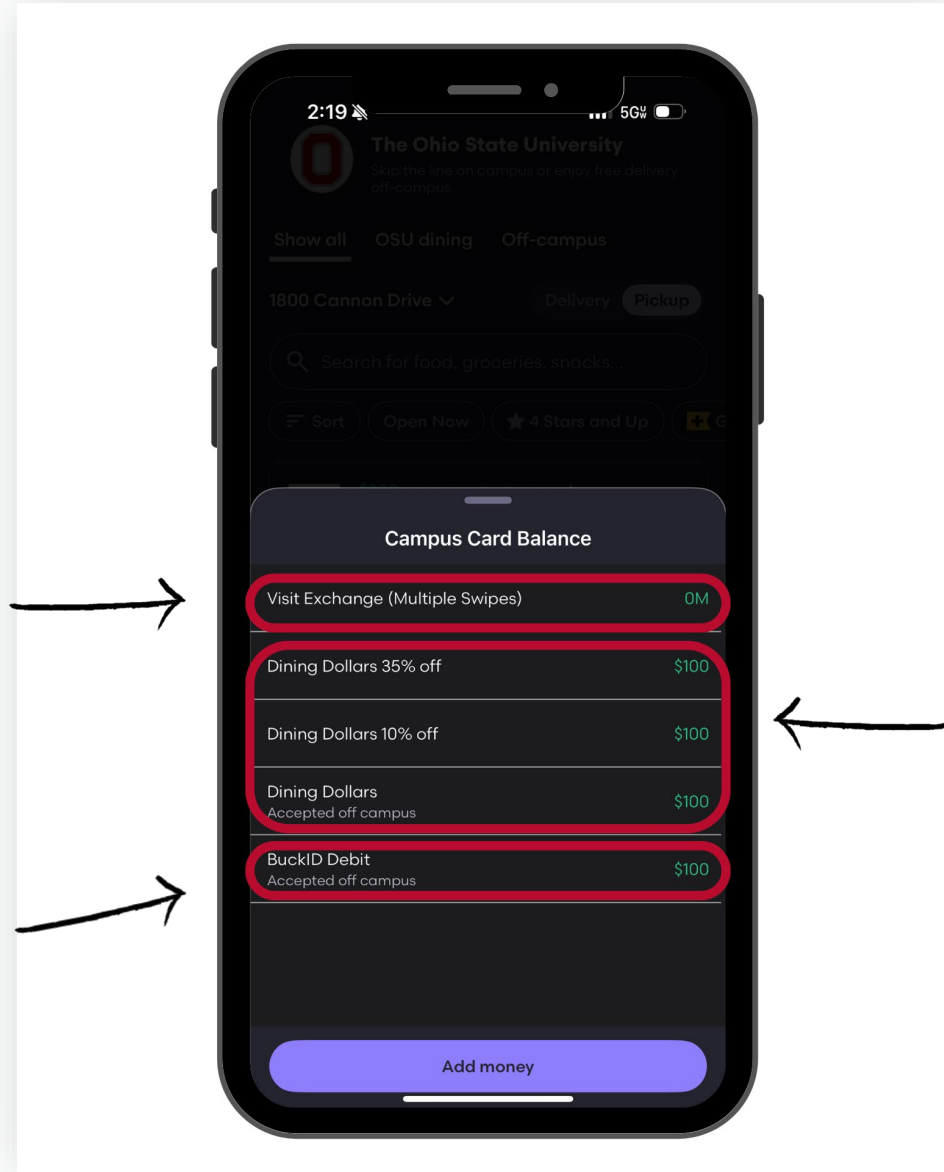 2:19
5GW
The Ohio State University
Skip the line on campus or enjoy free delivery
off-campus
Show all OSU dining Off-campus
1800 Cannon Drive Delivery Pickup
Search for food, groceries, snacks...
Sort Open Now 4 Stars and Up G
Campus Card Balance
Visit Exchange (Multiple Swipes) 0M
Dining Dollars 35% off $100
Dining Dollars 10% off $100
Dining Dollars $100
Accepted off campus
BuckID Debit $100
Accepted off campus
Add money